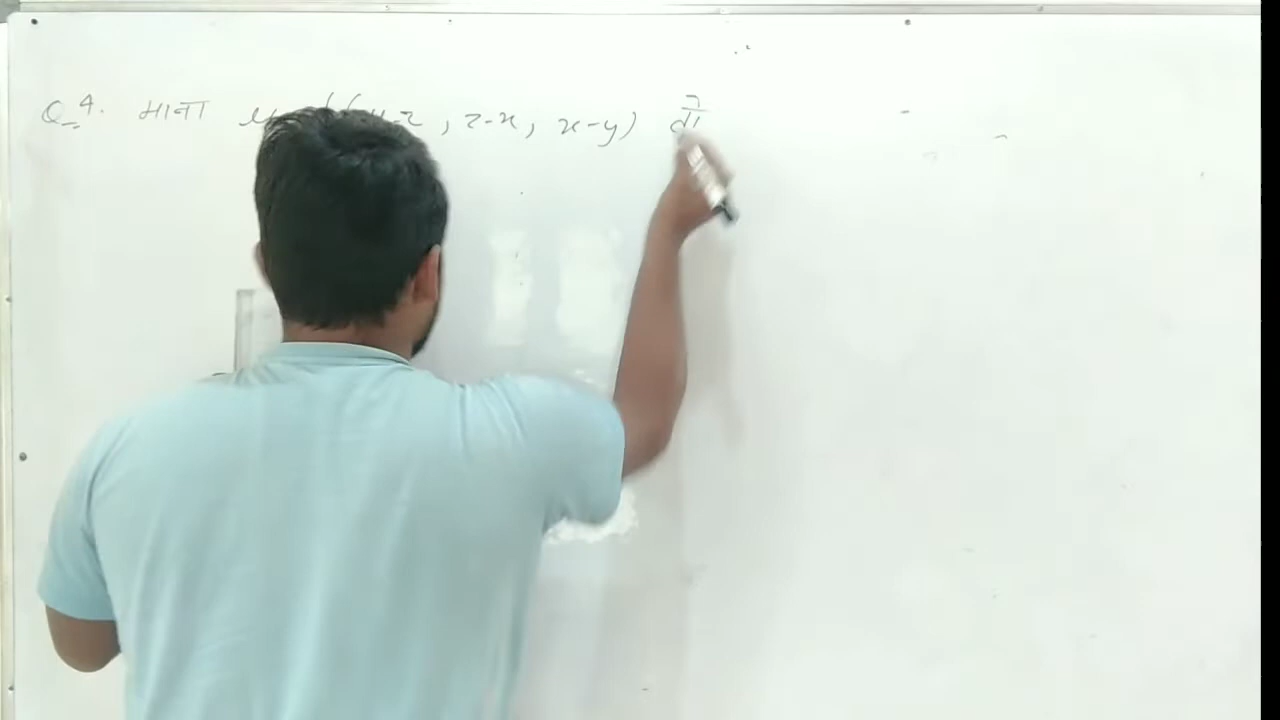 Q 4. माना u (y-z, z-x, x-y)